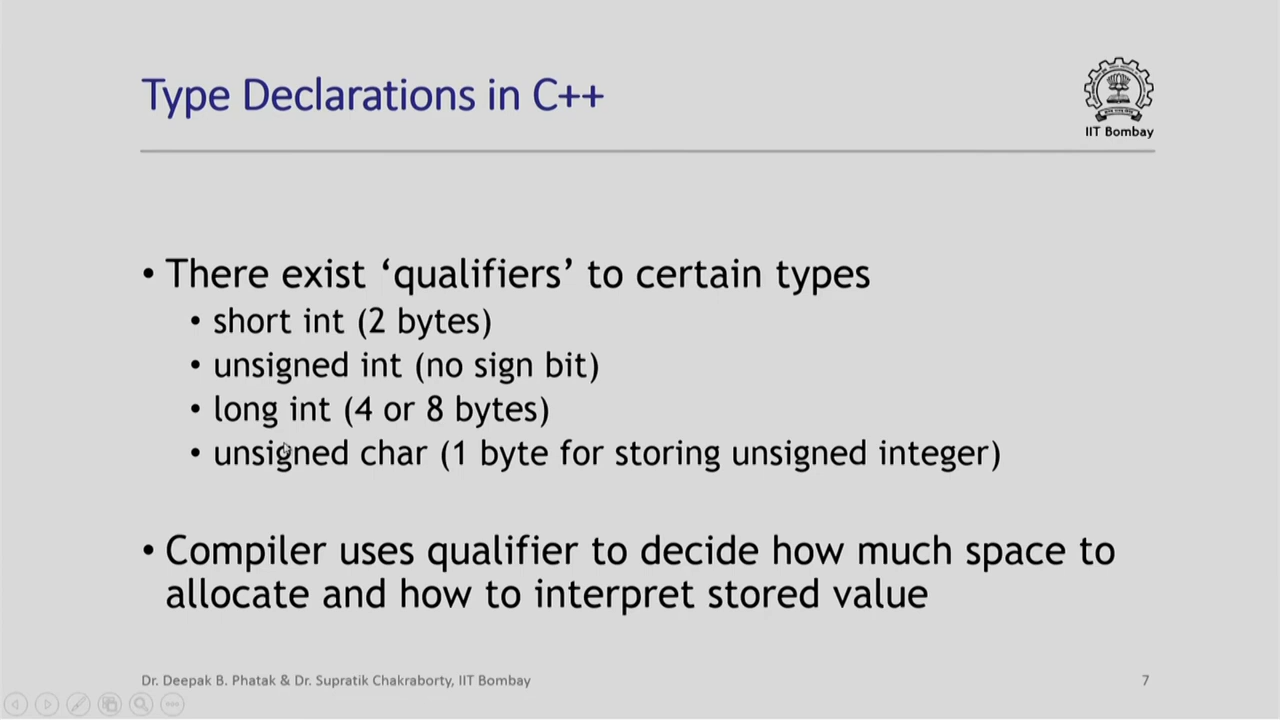 Type Declarations in C++
IIT Bombay
• There exist ‘qualifiers’ to certain types
• short int (2 bytes)
• unsigned int (no sign bit)
• long int (4 or 8 bytes)
• unsigned char (1 byte for storing unsigned integer)
• Compiler uses qualifier to decide how much space to
allocate and how to interpret stored value
Dr. Deepak B. Phatak & Dr. Supratik Chakraborty, IIT Bombay
7